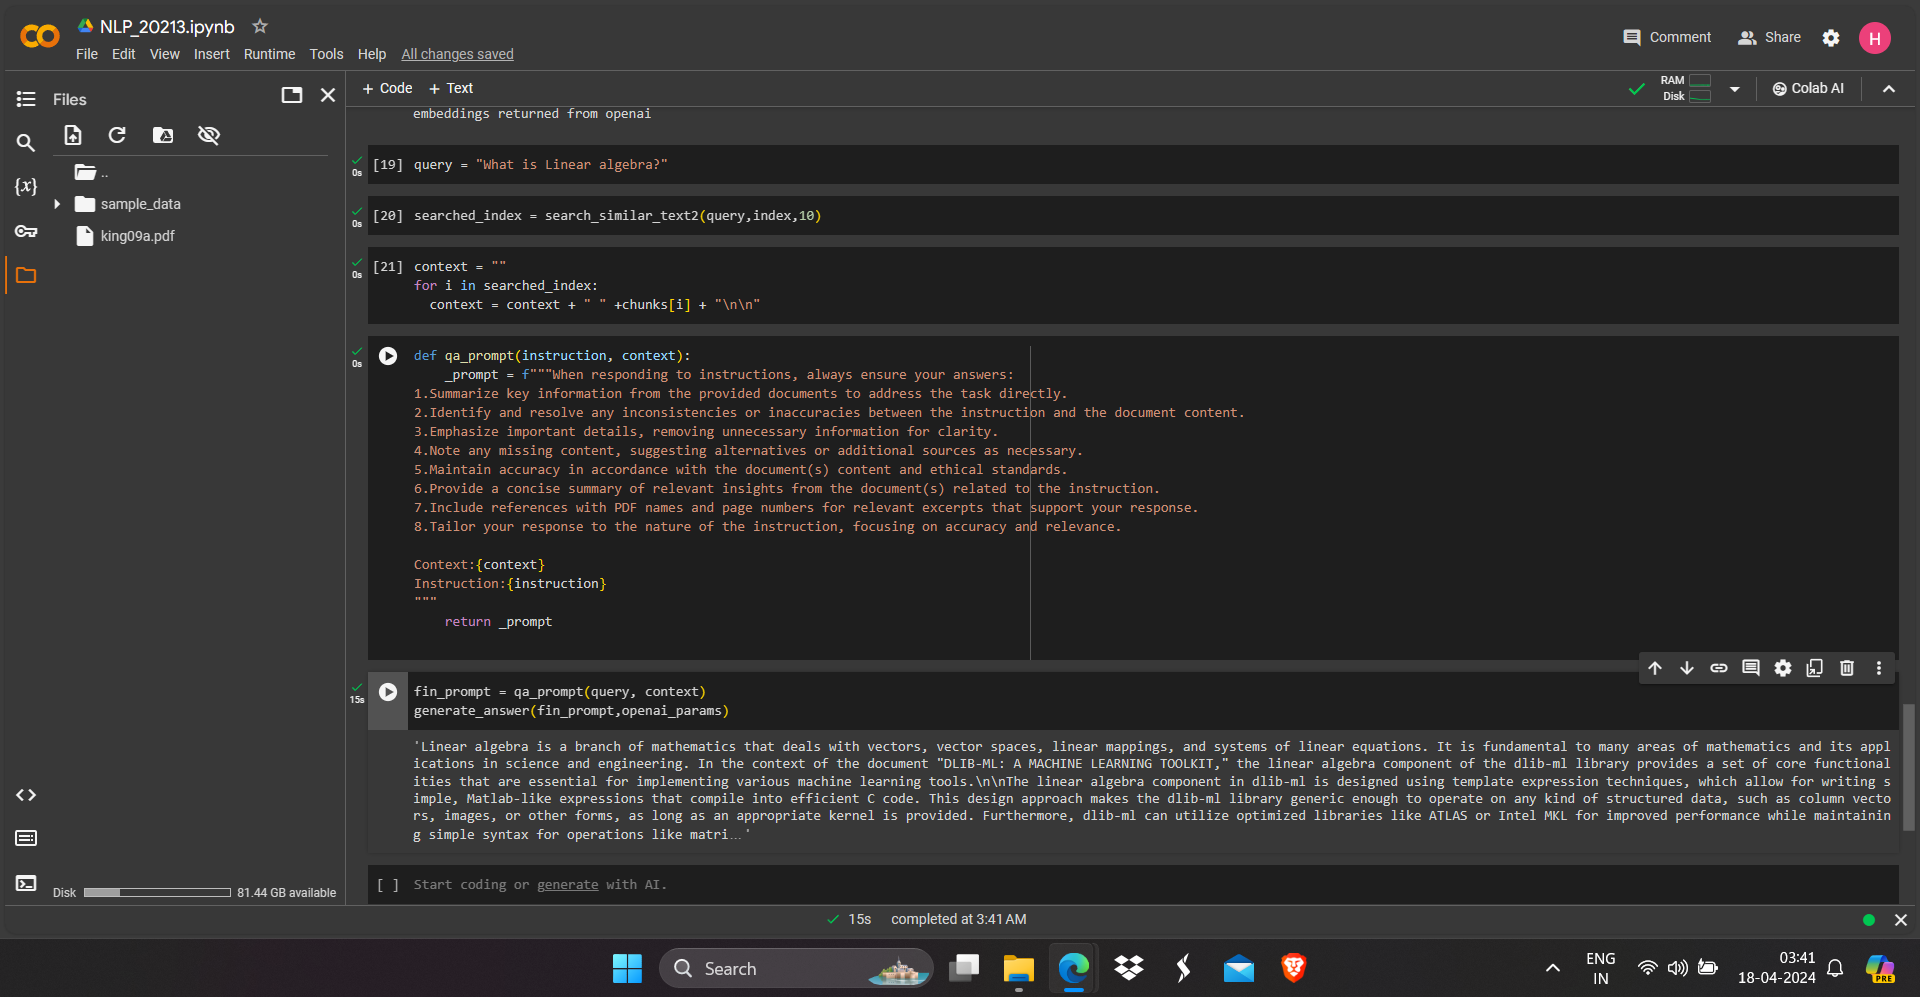 NLP_20213.ipynb
File Edit View Insert Runtime Tools Help All changes saved
Comment Share H
Files
+ Code + Text
RAM
Disk
Colab AI
..
sample_data
king09a.pdf
{x}
embeddings returned from openai
0s [19] query = "What is Linear algebra?"
0s [20] searched_index = search_similar_text2(query,index,10)
0s [21] context = ""
for i in searched_index:
context = context + " " +chunks[i] + "\n\n"
0s def qa_prompt(instruction, context):
_prompt = f"""When responding to instructions, always ensure your answers:
1.Summarize key information from the provided documents to address the task directly.
2.Identify and resolve any inconsistencies or inaccuracies between the instruction and the document content.
3.Emphasize important details, removing unnecessary information for clarity.
4.Note any missing content, suggesting alternatives or additional sources as necessary.
5.Maintain accuracy in accordance with the document(s) content and ethical standards.
6.Provide a concise summary of relevant insights from the document(s) related to the instruction.
7.Include references with PDF names and page numbers for relevant excerpts that support your response.
8.Tailor your response to the nature of the instruction, focusing on accuracy and relevance.
Context:{context}
Instruction:{instruction}
"""
return _prompt
15s fin_prompt = qa_prompt(query, context)
generate_answer(fin_prompt,openai_params)
'Linear algebra is a branch of mathematics that deals with vectors, vector spaces, linear mappings, and systems of linear equations. It is fundamental to many areas of mathematics and its appl
ications in science and engineering. In the context of the document "DLIB-ML: A MACHINE LEARNING TOOLKIT," the linear algebra component of the dlib-ml library provides a set of core functional
ities that are essential for implementing various machine learning tools.\n\nThe linear algebra component in dlib-ml is designed using template expression techniques, which allow for writing s
imple, Matlab-like expressions that compile into efficient C code. This design approach makes the dlib-ml library generic enough to operate on any kind of structured data, such as column vecto
rs, images, or other forms, as long as an appropriate kernel is provided. Furthermore, dlib-ml can utilize optimized libraries like ATLAS or Intel MKL for improved performance while maintainin
g simple syntax for operations like matri…'
[ ] Start coding or generate with AI.
Disk 81.44 GB available
15s completed at 3:41 AM
Search
ENG
IN
03:41
18-04-2024
PRE